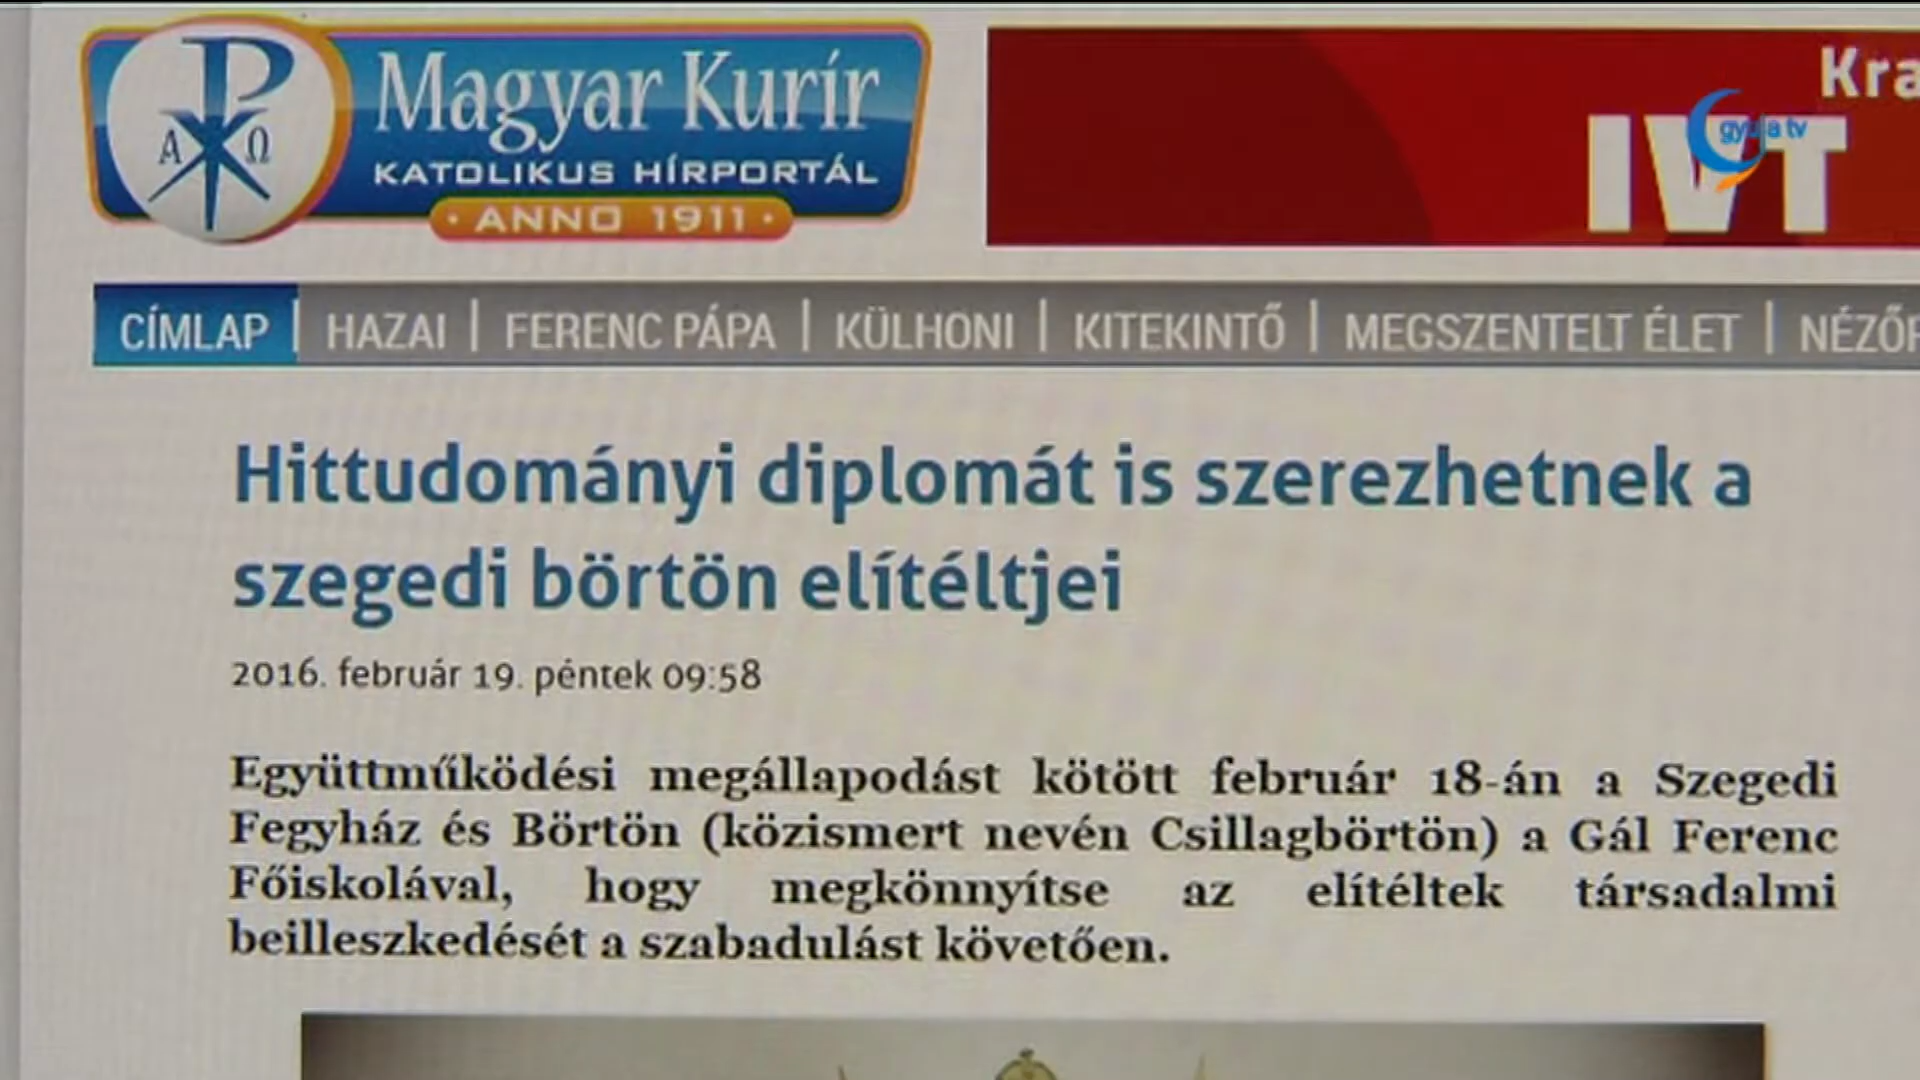 P
Α Ω
Magyar Kurír
KATOLIKUS HÍRPORTÁL
· ANNO 1911 ·
IVT
gyula tv
CÍMLAP | HAZAI | FERENC PÁPA | KÜLHONI | KITEKINTŐ | MEGSZENTELT ÉLET |
Hittudományi diplomát is szerezhetnek a
szegedi börtön elítéltjei
2016. február 19. péntek 09:58
Együttműködési megállapodást kötött február 18-án a Szegedi
Fegyház és Börtön (közismert nevén Csillagbörtön) a Gál Ferenc
Főiskolával, hogy megkönnyítse az elítéltek társadalmi
beilleszkedését a szabadulást követően.